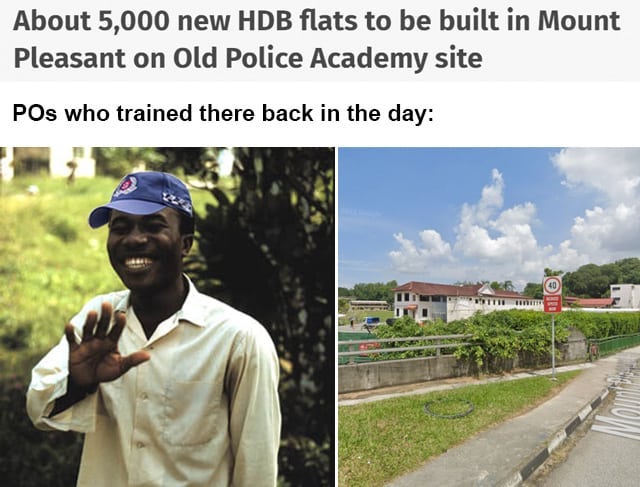 About 5,000 new HDB flats to be built in Mount
Pleasant on Old Police Academy site
POs who trained there back in the day:
40